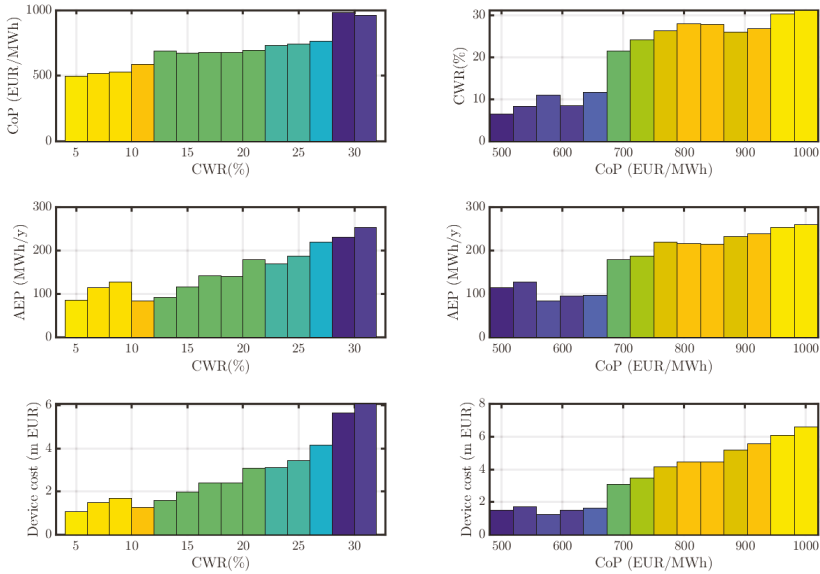 CoP (EUR/MWh)
1000
500
0
5 10 15 20 25 30
CWR(%)
CWR(%)
30
20
10
0
500 600 700 800 900 1000
CoP (EUR/MWh)
AEP (MWh/y)
300
200
100
0
5 10 15 20 25 30
CWR(%)
AEP (MWh/y)
300
200
100
0
500 600 700 800 900 1000
CoP (EUR/MWh)
Device cost (m EUR)
6
4
2
0
5 10 15 20 25 30
CWR(%)
Device cost (m EUR)
8
6
4
2
0
500 600 700 800 900 1000
CoP (EUR/MWh)